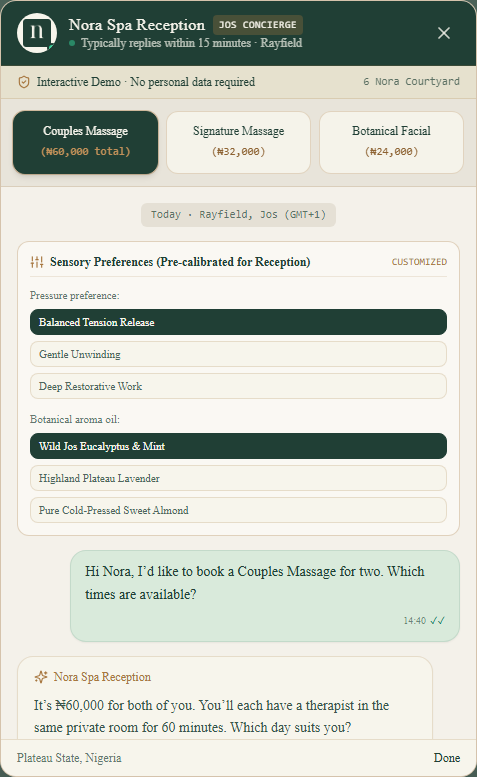 n
Nora Spa Reception JOS CONCIERGE
Typically replies within 15 minutes · Rayfield
Interactive Demo · No personal data required 6 Nora Courtyard
Couples Massage
(₦60,000 total)
Signature Massage
(₦32,000)
Botanical Facial
(₦24,000)
Today · Rayfield, Jos (GMT+1)
Sensory Preferences (Pre-calibrated for Reception) CUSTOMIZED
Pressure preference:
Balanced Tension Release
Gentle Unwinding
Deep Restorative Work
Botanical aroma oil:
Wild Jos Eucalyptus & Mint
Highland Plateau Lavender
Pure Cold-Pressed Sweet Almond
Hi Nora, I’d like to book a Couples Massage for two. Which
times are available?
14:40 ✓✓
Nora Spa Reception
It’s ₦60,000 for both of you. You’ll each have a therapist in the
same private room for 60 minutes. Which day suits you?
Plateau State, Nigeria Done